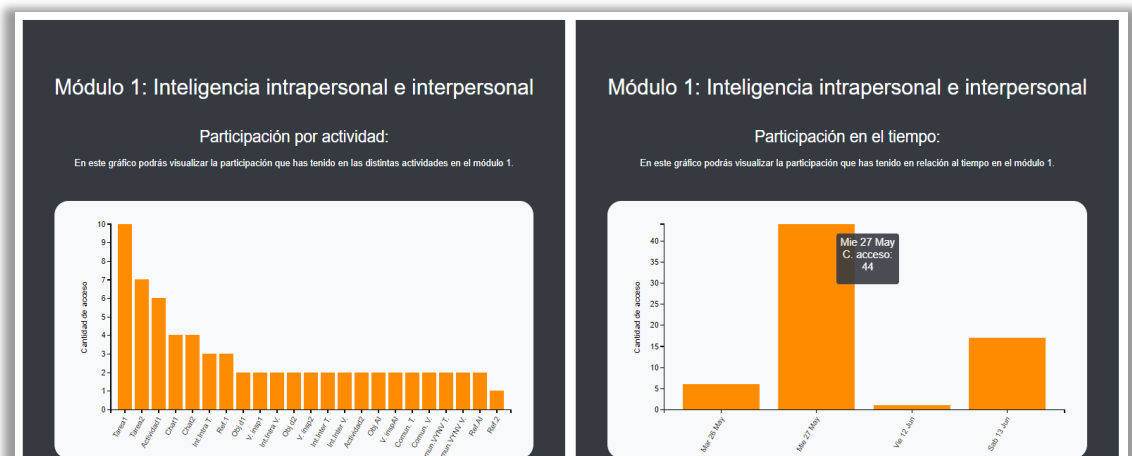 Módulo 1: Inteligencia intrapersonal e interpersonal
Participación por actividad:
En este gráfico podrás visualizar la participación que has tenido en las distintas actividades en el módulo 1.
Cantidad de acceso
10
9
8
7
6
5
4
3
2
1
0
Tarea1
Tarea2
Actividad1
Chat1
Chat2
Int.Intra T.
Ref.1
Obj d1
V. insp1
Int.Intra V.
Obj d2
V. insp2
Int.Inter T.
Int.Inter V.
Actividad2
Obj AI
V. inspAI
Comun. T.
Comun. V.
mun.VYNV T.
mun.VYNV V.
Ref.AI
Ref.2
Módulo 1: Inteligencia intrapersonal e interpersonal
Participación en el tiempo:
En este gráfico podrás visualizar la participación que has tenido en relación al tiempo en el módulo 1.
Cantidad de acceso
40
35
30
25
20
15
10
5
0
Mie 27 May
C. acceso:
44
Mar 26 May
Mie 27 May
Vie 12 Jun
Sab 13 Jun